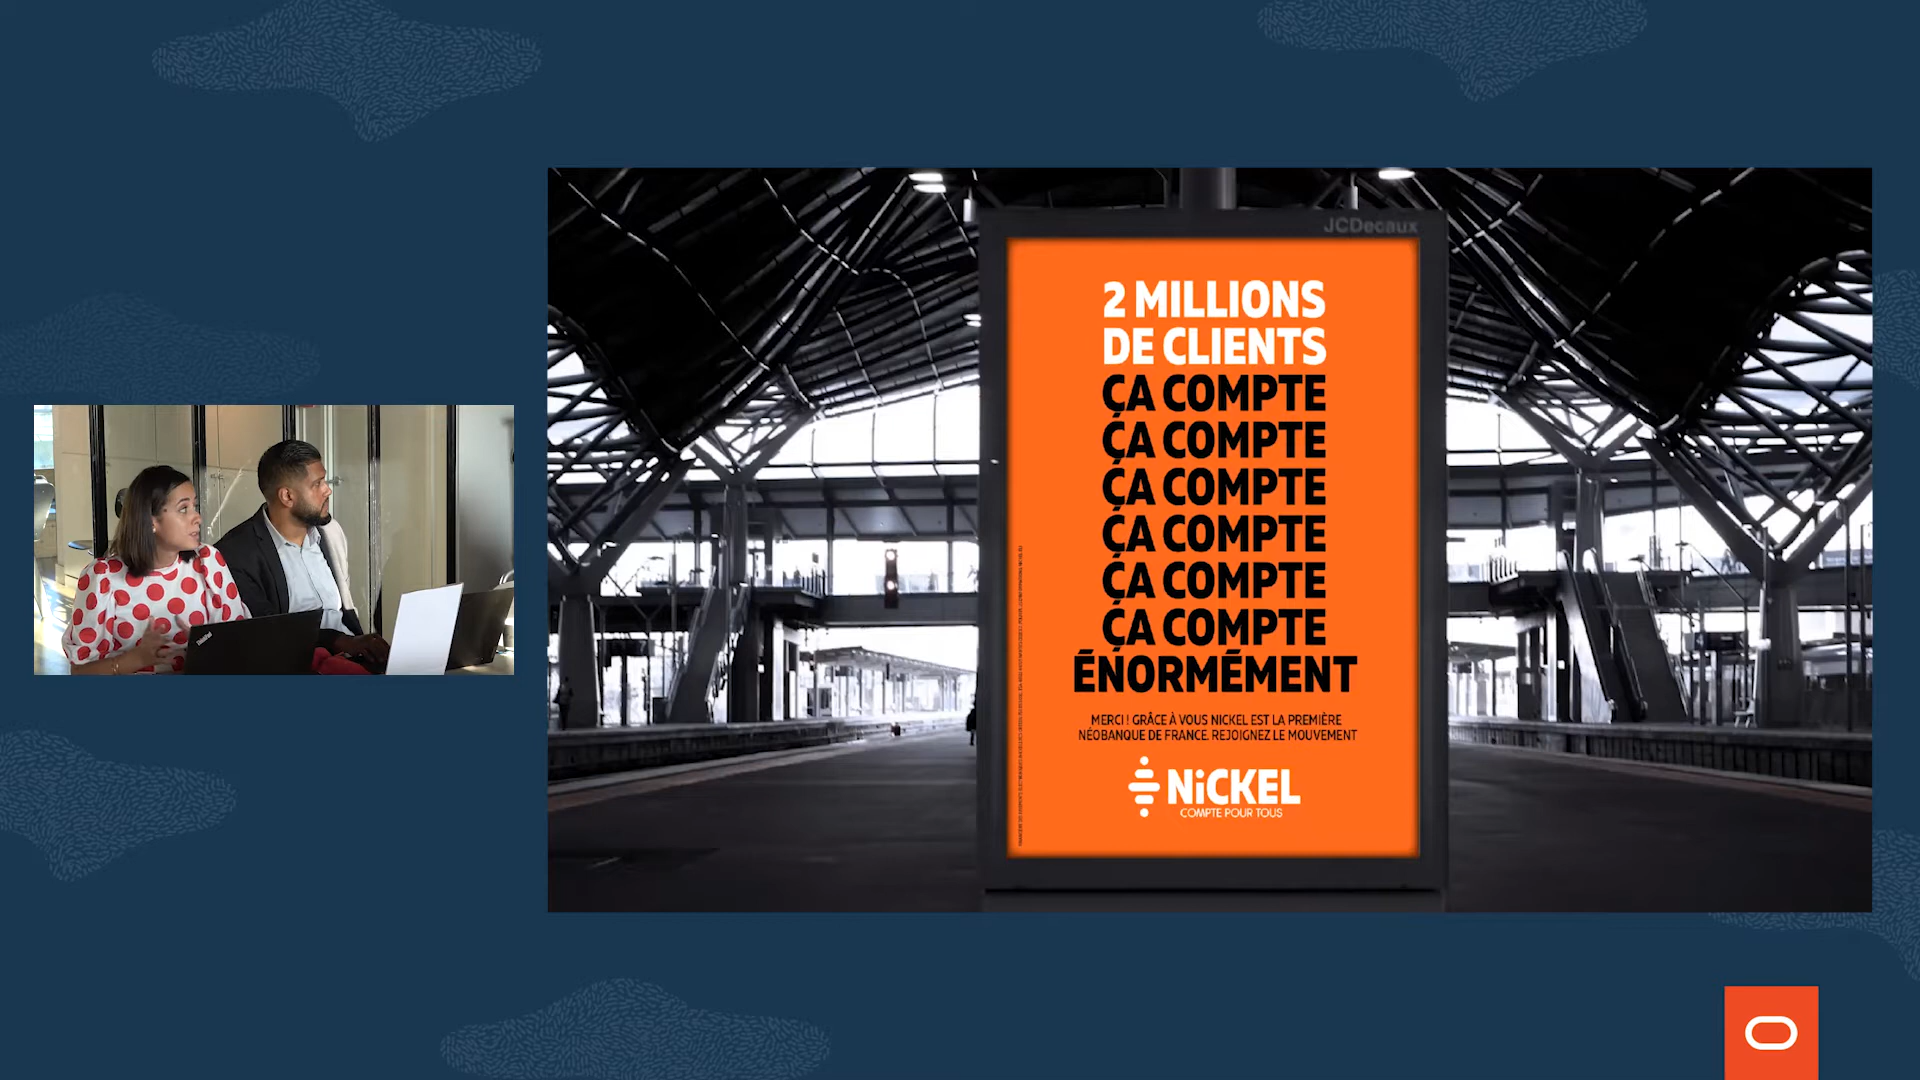 JCDecaux
2 MILLIONS
DE CLIENTS
ÇA COMPTE
ÇA COMPTE
ÇA COMPTE
ÇA COMPTE
ÇA COMPTE
ÇA COMPTE
ÉNORMÉMENT
MERCI ! GRÂCE À VOUS NICKEL EST LA PREMIÈRE
NÉOBANQUE DE FRANCE. REJOIGNEZ LE MOUVEMENT
NiCKEL
COMPTE POUR TOUS
ThinkPad